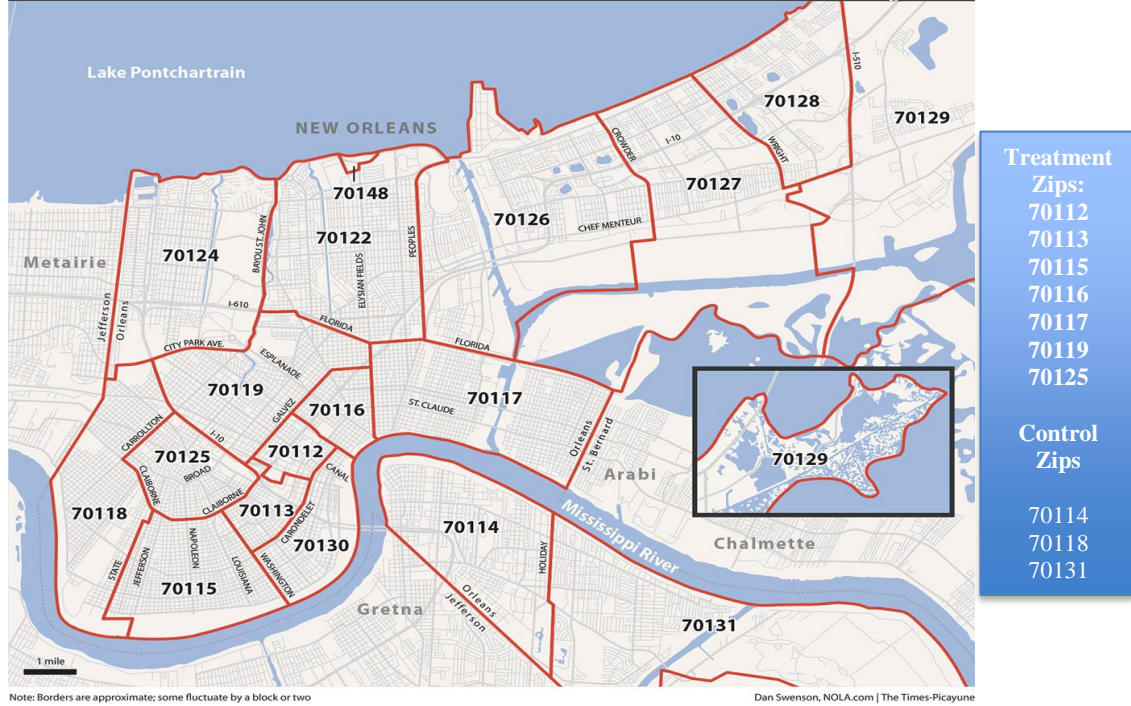 Lake Pontchartrain
NEW ORLEANS
I-510
70128
70129
CROWDER
I-10
WRIGHT
70148
70127
70126
CHEF MENTEUR
70122
PEOPLES
BAYOU ST. JOHN
70124
Metairie
ELYSIAN FIELDS
Jefferson
Orleans
I-610
FLORIDA
FLORIDA
CITY PARK AVE.
ESPLANADE
70119
GALVEZ
70116
ST. CLAUDE
70117
Orleans
St. Bernard
CARROLLTON
I-10
70125
BROAD
70112
CANAL
Arabi
70129
CLAIBORNE
CLAIBORNE
70118
70113
CARONDELET
70130
70114
Mississippi River
Chalmette
STATE
JEFFERSON
NAPOLEON
LOUISIANA
WASHINGTON
70115
HOLIDAY
Orleans
Jefferson
Gretna
70131
1 mile
Note: Borders are approximate; some fluctuate by a block or two
Dan Swenson, NOLA.com | The Times-Picayune
Treatment
Zips:
70112
70113
70115
70116
70117
70119
70125
Control
Zips
70114
70118
70131